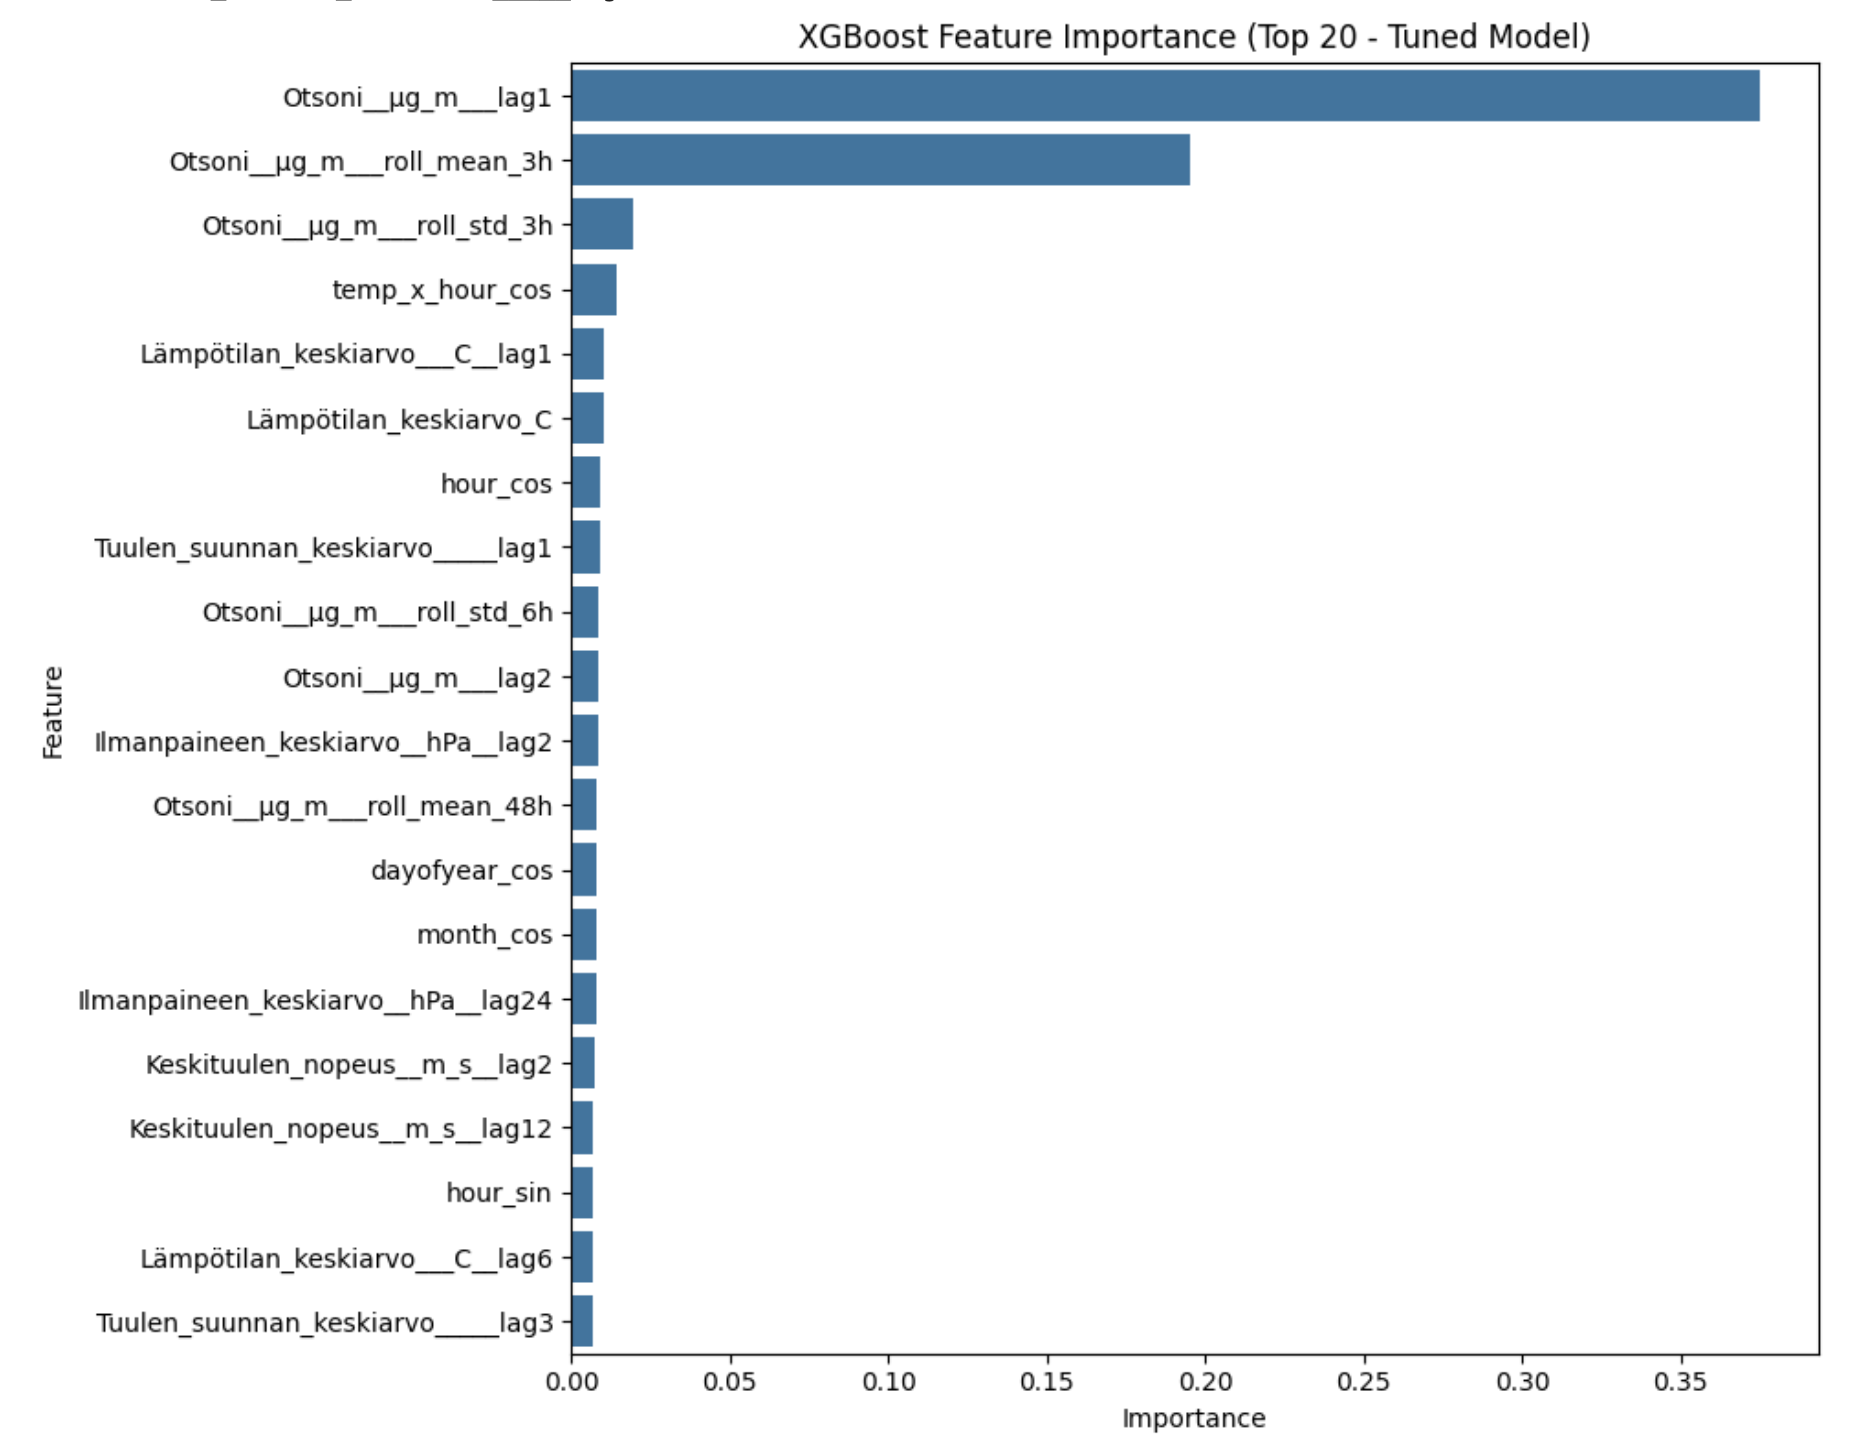 XGBoost Feature Importance (Top 20 - Tuned Model)
Otsoni__µg_m___lag1
Otsoni__µg_m___roll_mean_3h
Otsoni__µg_m___roll_std_3h
temp_x_hour_cos
Lämpötilan_keskiarvo___C__lag1
Lämpötilan_keskiarvo_C
hour_cos
Tuulen_suunnan_keskiarvo_____lag1
Otsoni__µg_m___roll_std_6h
Otsoni__µg_m___lag2
Ilmanpaineen_keskiarvo__hPa__lag2
Otsoni__µg_m___roll_mean_48h
dayofyear_cos
month_cos
Ilmanpaineen_keskiarvo__hPa__lag24
Keskituulen_nopeus__m_s__lag2
Keskituulen_nopeus__m_s__lag12
hour_sin
Lämpötilan_keskiarvo___C__lag6
Tuulen_suunnan_keskiarvo_____lag3
Feature
0.00 0.05 0.10 0.15 0.20 0.25 0.30 0.35
Importance